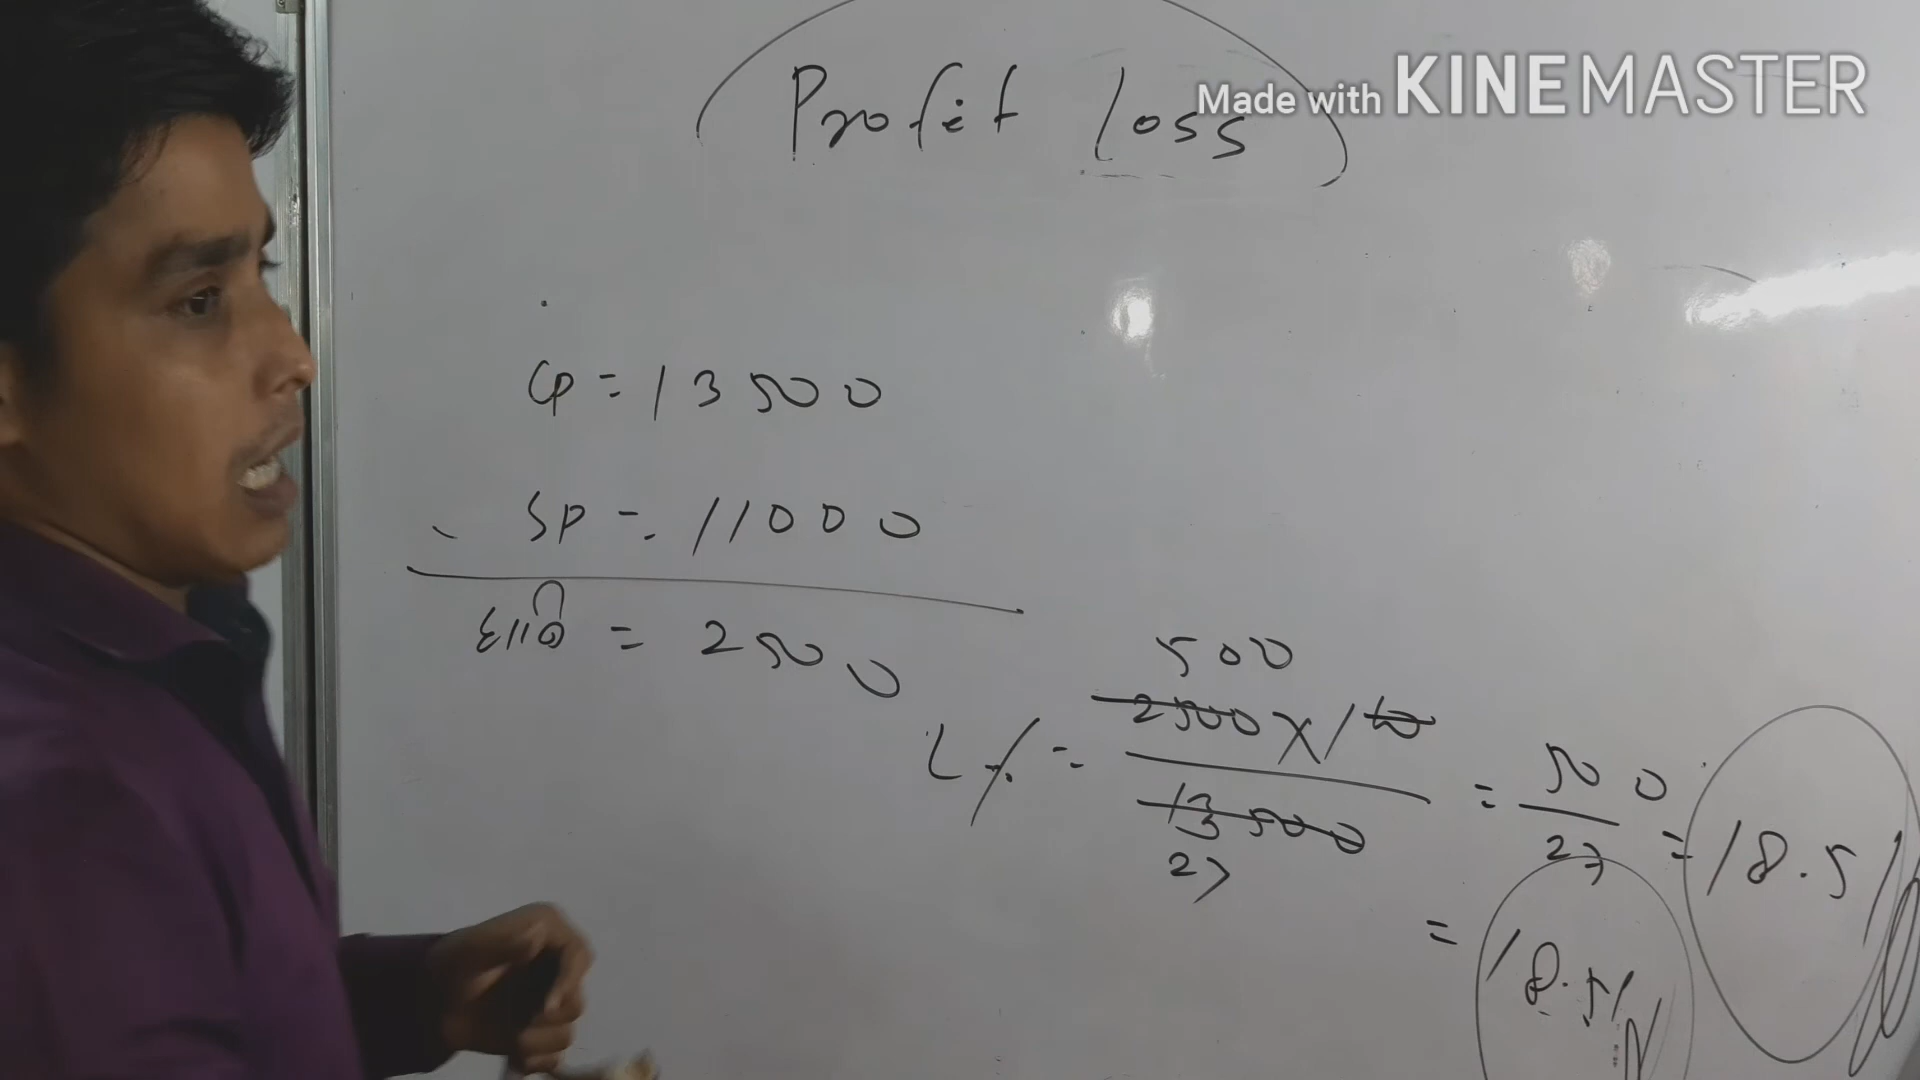 Profit Loss
Made with KINEMASTER
CP = 13500
- SP = 11000
= 2500
500
L% = 2500 X 100 = 500 = 18.5%
13500 27
27
= 18.5%